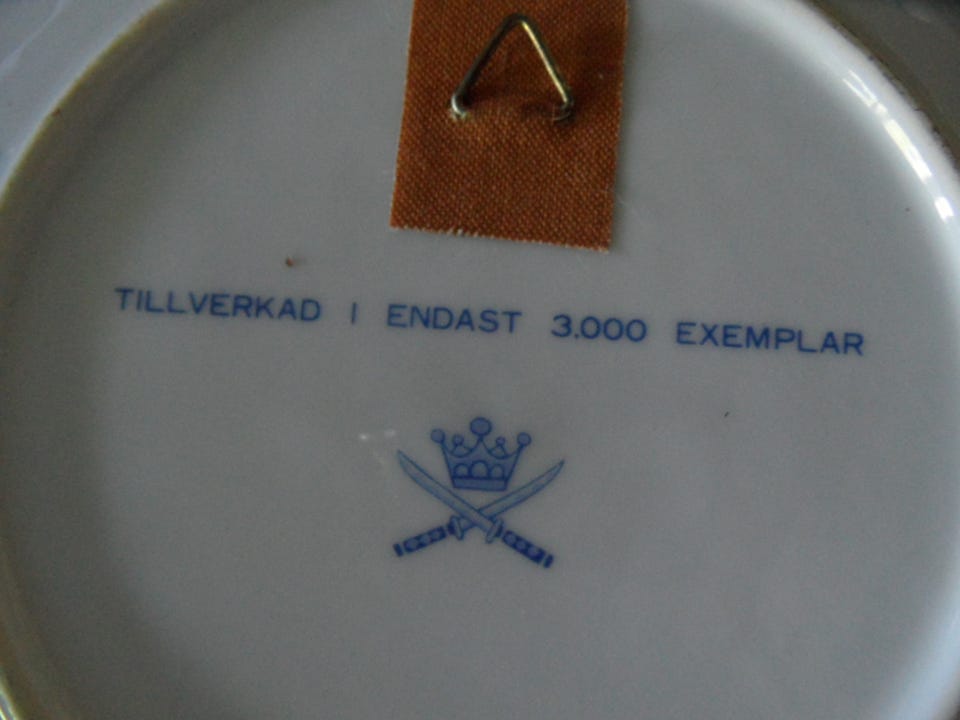 TILLVERKAD I ENDAST 3.000 EXEMPLAR